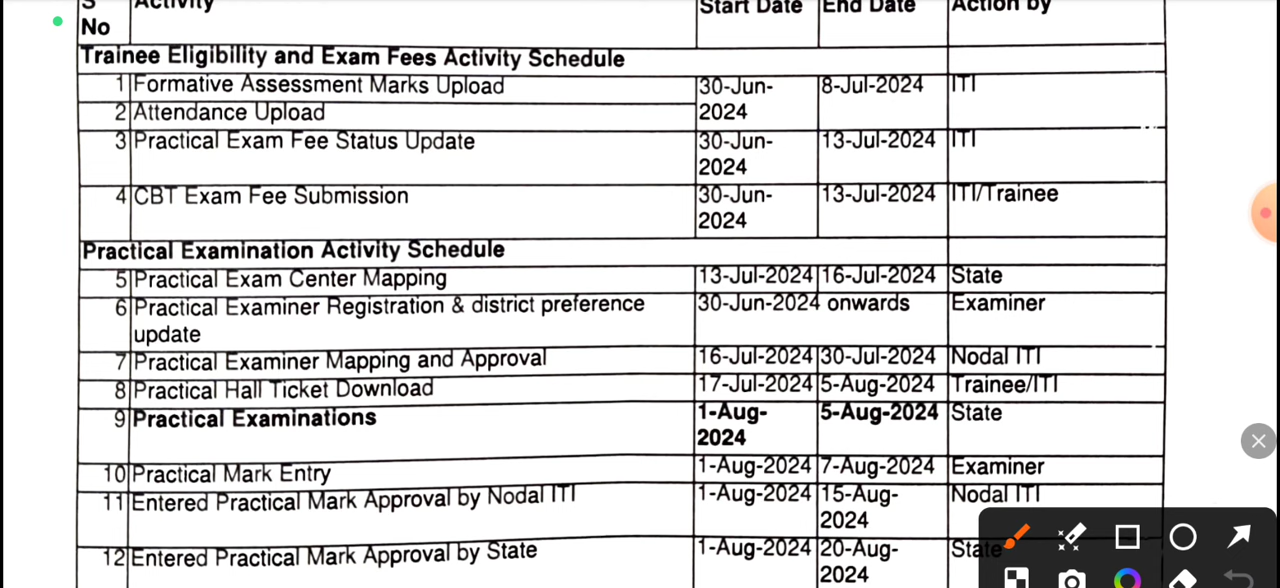 S No Activity Start Date End Date Action by
Trainee Eligibility and Exam Fees Activity Schedule
1 Formative Assessment Marks Upload 30-Jun-2024 8-Jul-2024 ITI
2 Attendance Upload
3 Practical Exam Fee Status Update 30-Jun-2024 13-Jul-2024 ITI
4 CBT Exam Fee Submission 30-Jun-2024 13-Jul-2024 ITI/Trainee
Practical Examination Activity Schedule
5 Practical Exam Center Mapping 13-Jul-2024 16-Jul-2024 State
6 Practical Examiner Registration & district preference update 30-Jun-2024 onwards Examiner
7 Practical Examiner Mapping and Approval 16-Jul-2024 30-Jul-2024 Nodal ITI
8 Practical Hall Ticket Download 17-Jul-2024 5-Aug-2024 Trainee/ITI
9 Practical Examinations 1-Aug-2024 5-Aug-2024 State
10 Practical Mark Entry 1-Aug-2024 7-Aug-2024 Examiner
11 Entered Practical Mark Approval by Nodal ITI 1-Aug-2024 15-Aug-2024 Nodal ITI
12 Entered Practical Mark Approval by State 1-Aug-2024 20-Aug-2024 State